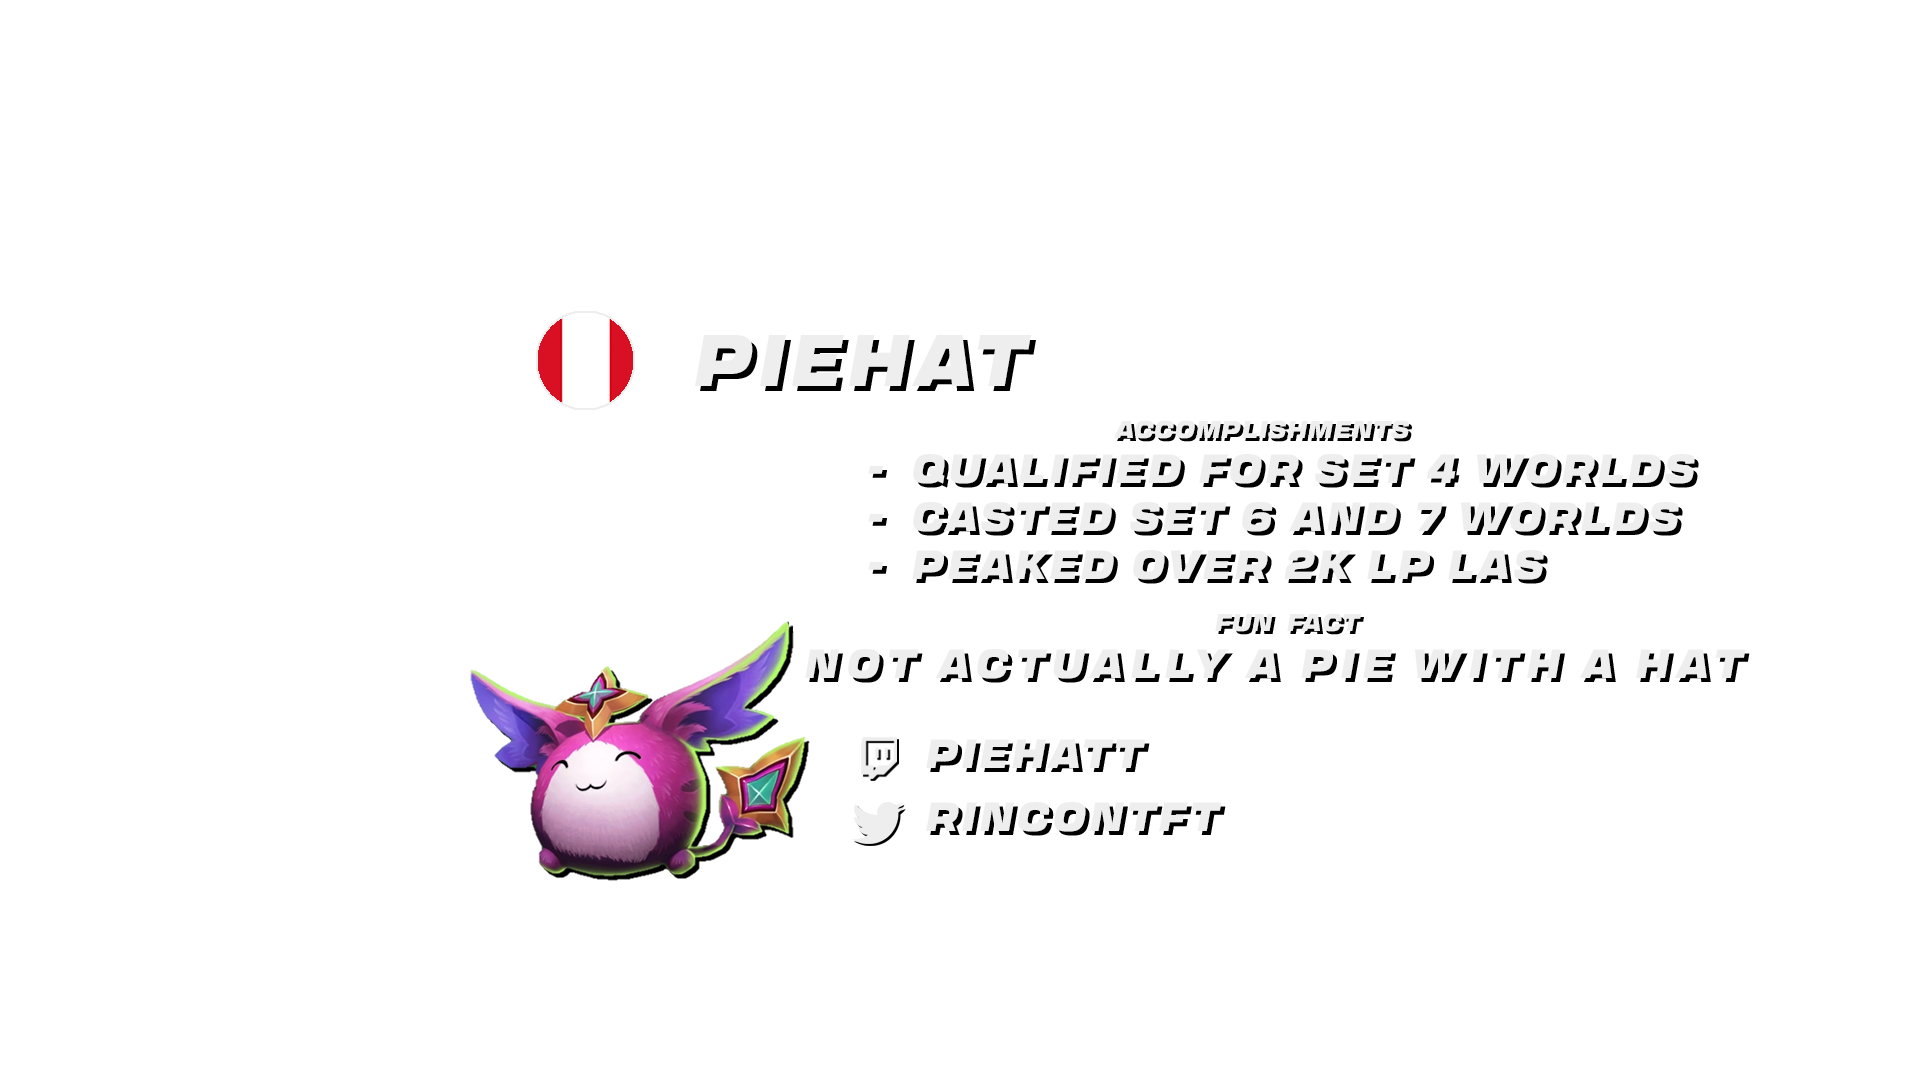 PIEHAT
ACCOMPLISHMENTS
- QUALIFIED FOR SET 4 WORLDS
- CASTED SET 6 AND 7 WORLDS
- PEAKED OVER 2K LP LAS
FUN FACT
NOT ACTUALLY A PIE WITH A HAT
PIEHATT
RINCONTFT